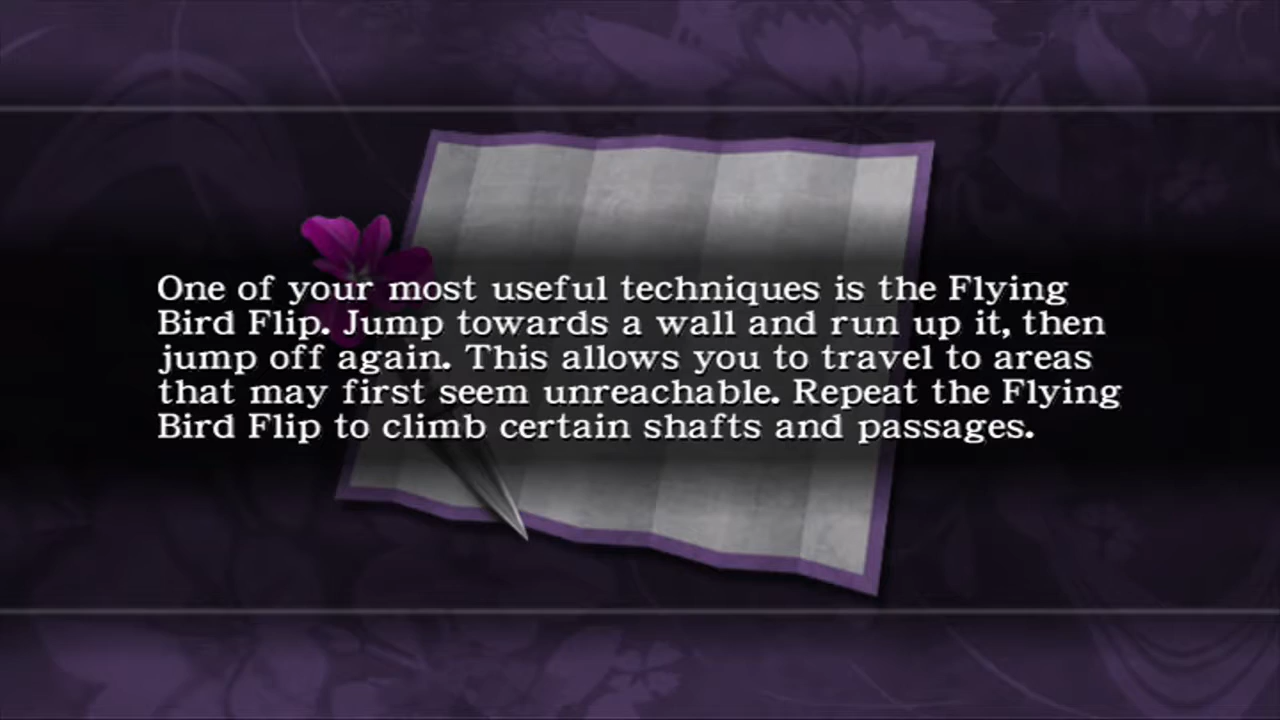 One of your most useful techniques is the Flying
Bird Flip. Jump towards a wall and run up it, then
jump off again. This allows you to travel to areas
that may first seem unreachable. Repeat the Flying
Bird Flip to climb certain shafts and passages.